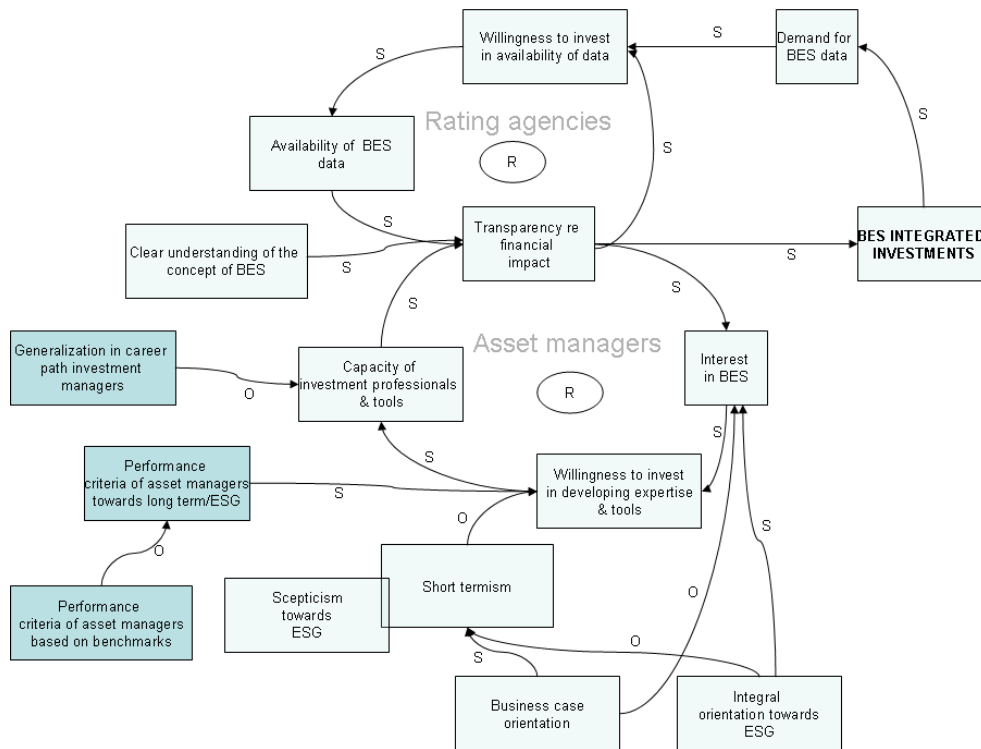 Willingness to invest
in availability of data
S
Demand for
BES data
S
S
Rating agencies
Availability of BES
data
R
S
S
S
Transparency re
financial
impact
BES INTEGRATED
INVESTMENTS
Clear understanding of the
concept of BES
S
S
S
S
Asset managers
Generalization in career
path investment
managers
O
Capacity of
investment professionals
& tools
R
Interest
in BES
S
S
Performance
criteria of asset managers
towards long term/ESG
S
Willingness to invest
in developing expertise
& tools
O
O
S
Performance
criteria of asset managers
based on benchmarks
Scepticism
towards
ESG
Short termism
O
O
S
Business case
orientation
Integral
orientation towards
ESG